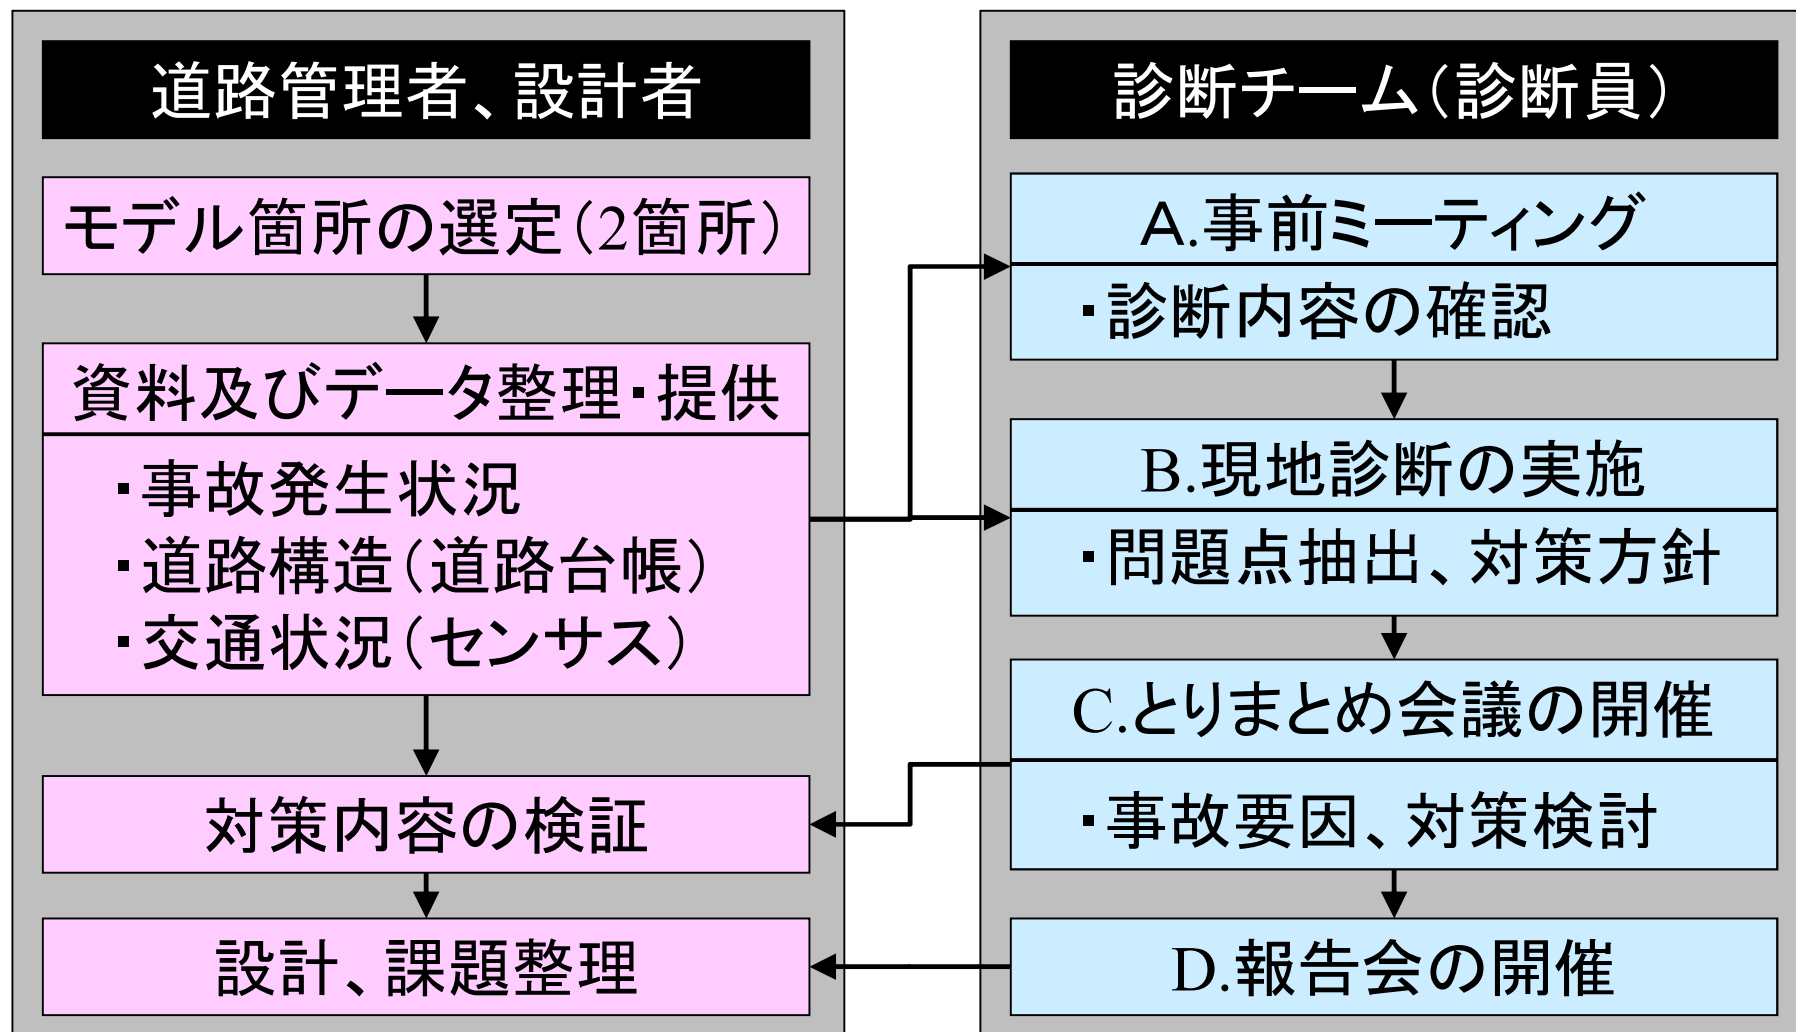 道路管理者、設計者
モデル箇所の選定（2箇所）
資料及びデータ整理・提供
・事故発生状況
・道路構造（道路台帳）
・交通状況（センサス）
対策内容の検証
設計、課題整理
診断チーム（診断員）
A.事前ミーティング
・診断内容の確認
B.現地診断の実施
・問題点抽出、対策方針
C.とりまとめ会議の開催
・事故要因、対策検討
D.報告会の開催